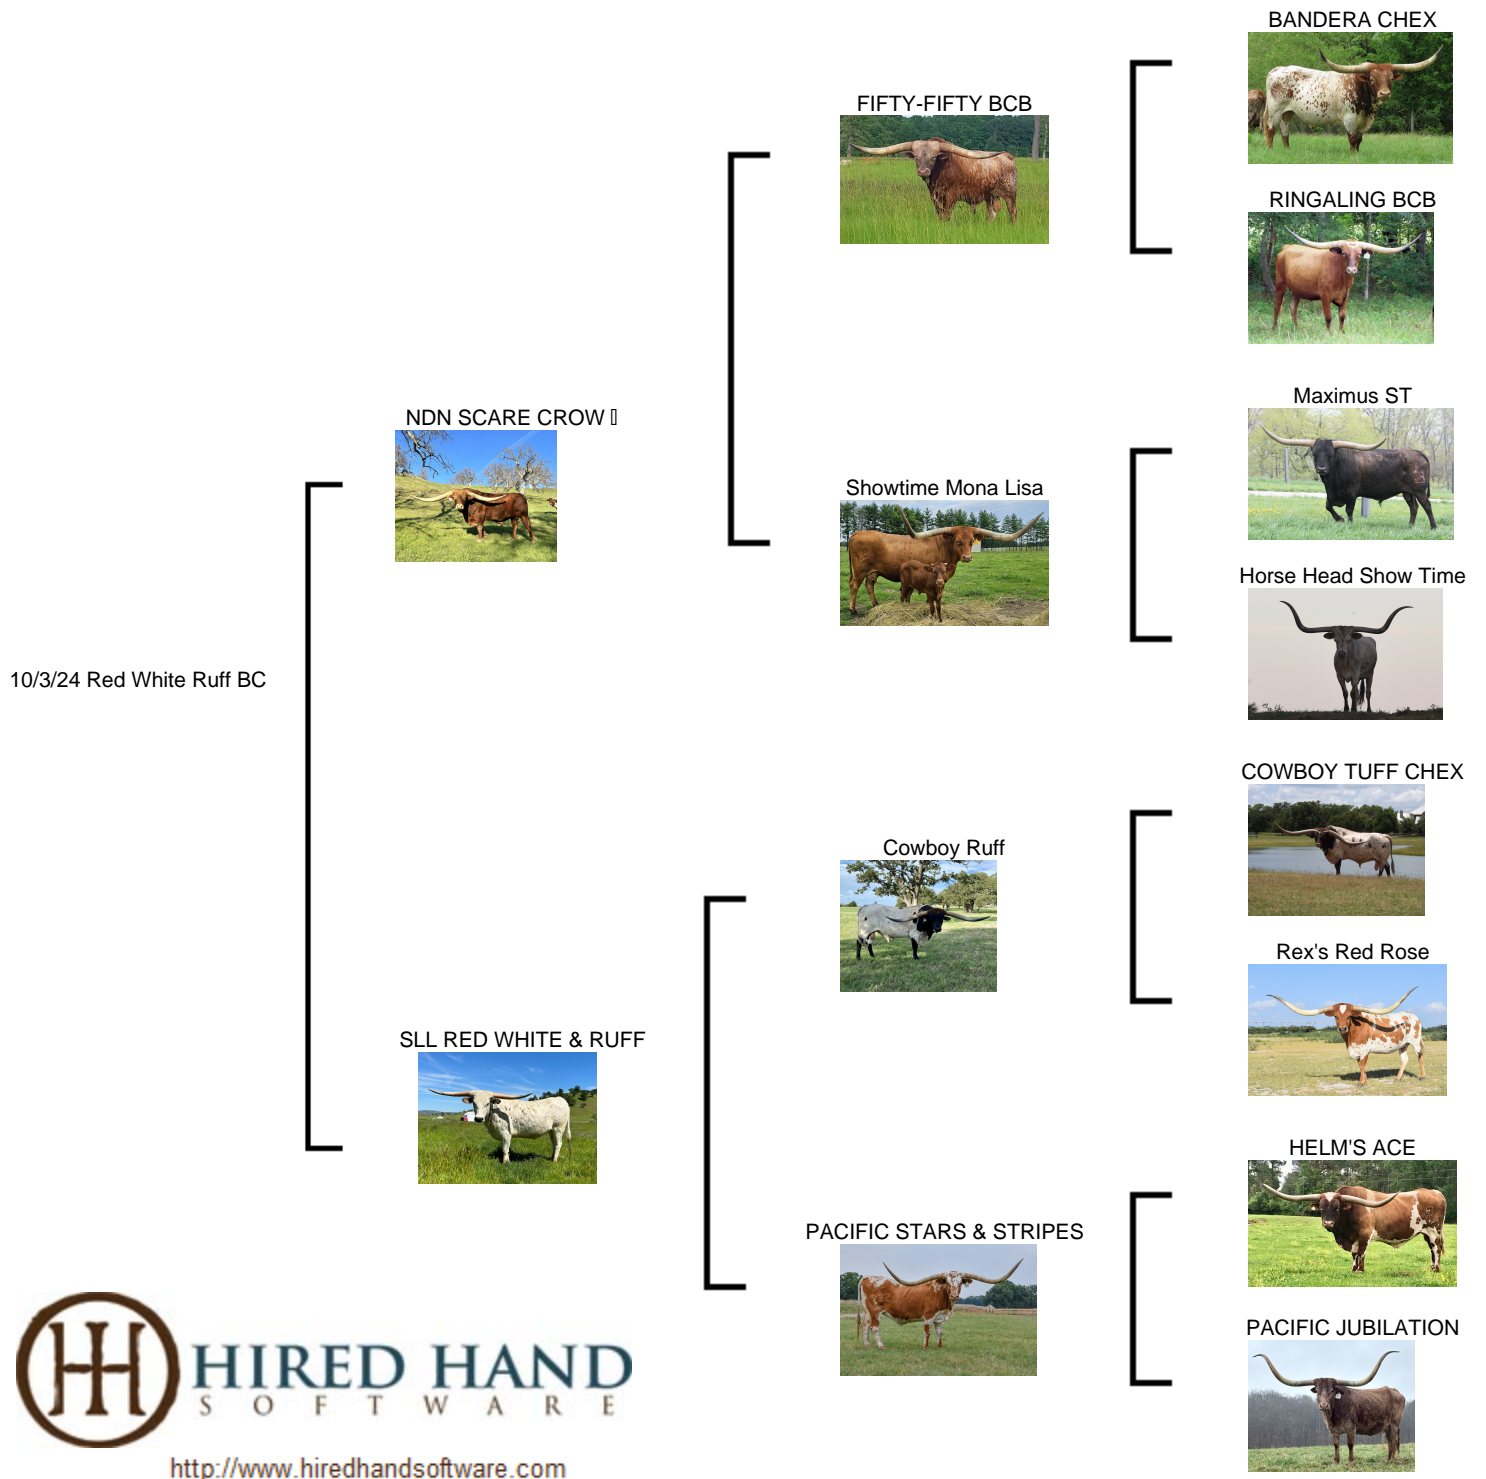 BANDERA CHEX
FIFTY-FIFTY BCB
RINGALING BCB
Maximus ST
NDN SCARE CROW
Showtime Mona Lisa
Horse Head Show Time
10/3/24 Red White Ruff BC
COWBOY TUFF CHEX
Cowboy Ruff
Rex's Red Rose
SLL RED WHITE & RUFF
HELM'S ACE
PACIFIC STARS & STRIPES
PACIFIC JUBILATION
HIRED HAND
SOFTWARE
http://www.hiredhandsoftware.com